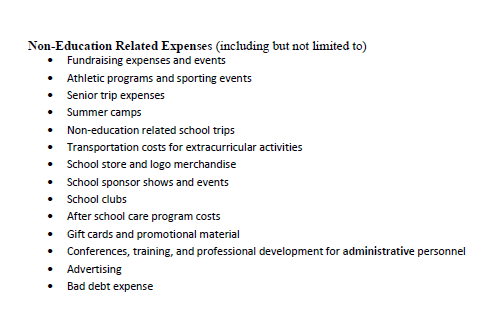 Non-Education Related Expenses (including but not limited to)
• Fundraising expenses and events
• Athletic programs and sporting events
• Senior trip expenses
• Summer camps
• Non-education related school trips
• Transportation costs for extracurricular activities
• School store and logo merchandise
• School sponsor shows and events
• School clubs
• After school care program costs
• Gift cards and promotional material
• Conferences, training, and professional development for administrative personnel
• Advertising
• Bad debt expense